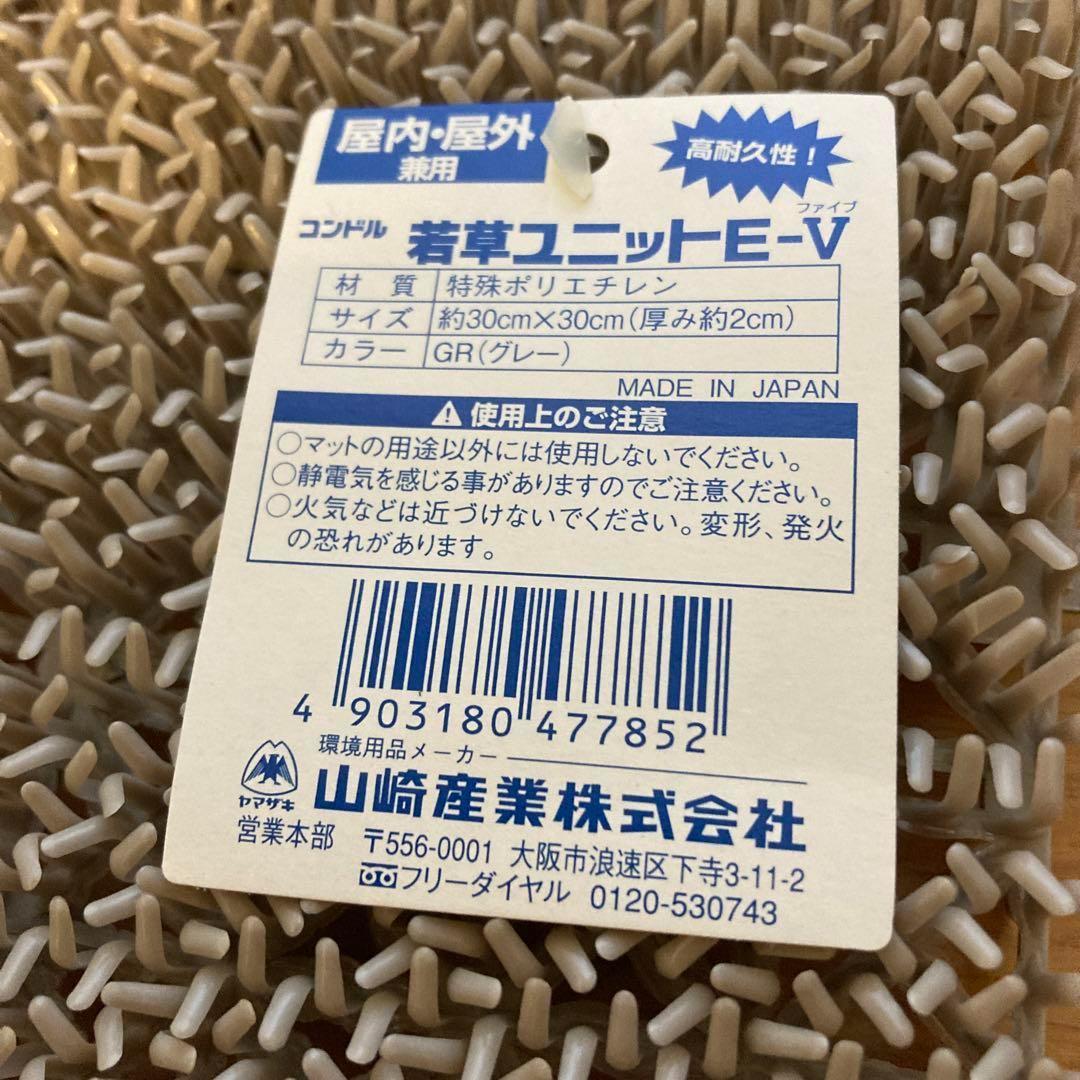 屋内・屋外
兼用
高耐久性！
ファイブ
コンドル 若草ユニットE-V
材 質 特殊ポリエチレン
サイズ 約30cm×30cm(厚み約2cm)
カラー GR(グレー)
MADE IN JAPAN
使用上のご注意
○マットの用途以外には使用しないでください。
○静電気を感じる事がありますのでご注意ください。
○火気などは近づけないでください。変形、発火
の恐れがあります。
4 903180 477852
環境用品メーカー
ヤマザキ 山崎産業株式会社
営業本部 〒556-0001 大阪市浪速区下寺3-11-2
フリーダイヤル 0120-530743